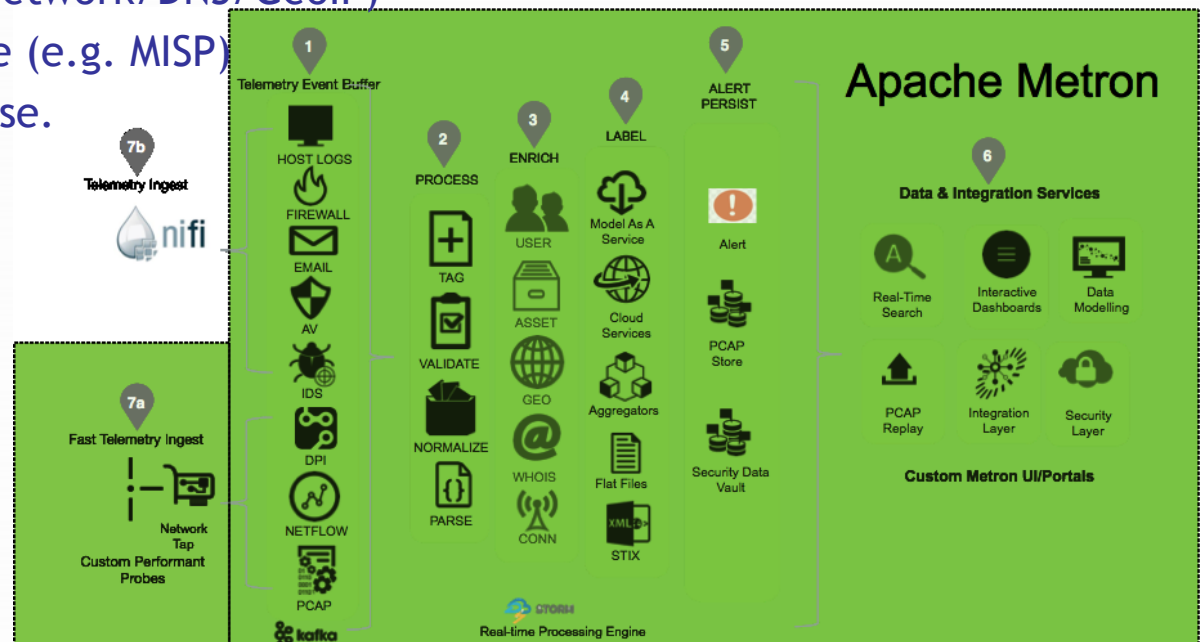 e (e.g. MISP)
se.
Apache Metron
7b
Telemetry Ingest
nifi
7a
Fast Telemetry Ingest
Network
Tap
Custom Performant
Probes
1
Telemetry Event Buffer
HOST LOGS
FIREWALL
EMAIL
AV
IDS
DPI
NETFLOW
PCAP
kafka
2
PROCESS
TAG
VALIDATE
NORMALIZE
PARSE
3
ENRICH
USER
ASSET
GEO
WHOIS
CONN
4
LABEL
Model As A
Service
Cloud
Services
Aggregators
Flat Files
XML
STIX
STORM
Real-time Processing Engine
5
ALERT
PERSIST
Alert
PCAP
Store
Security Data
Vault
6
Data & Integration Services
Real-Time
Search
Interactive
Dashboards
Data
Modelling
PCAP
Replay
Integration
Layer
Security
Layer
Custom Metron UI/Portals